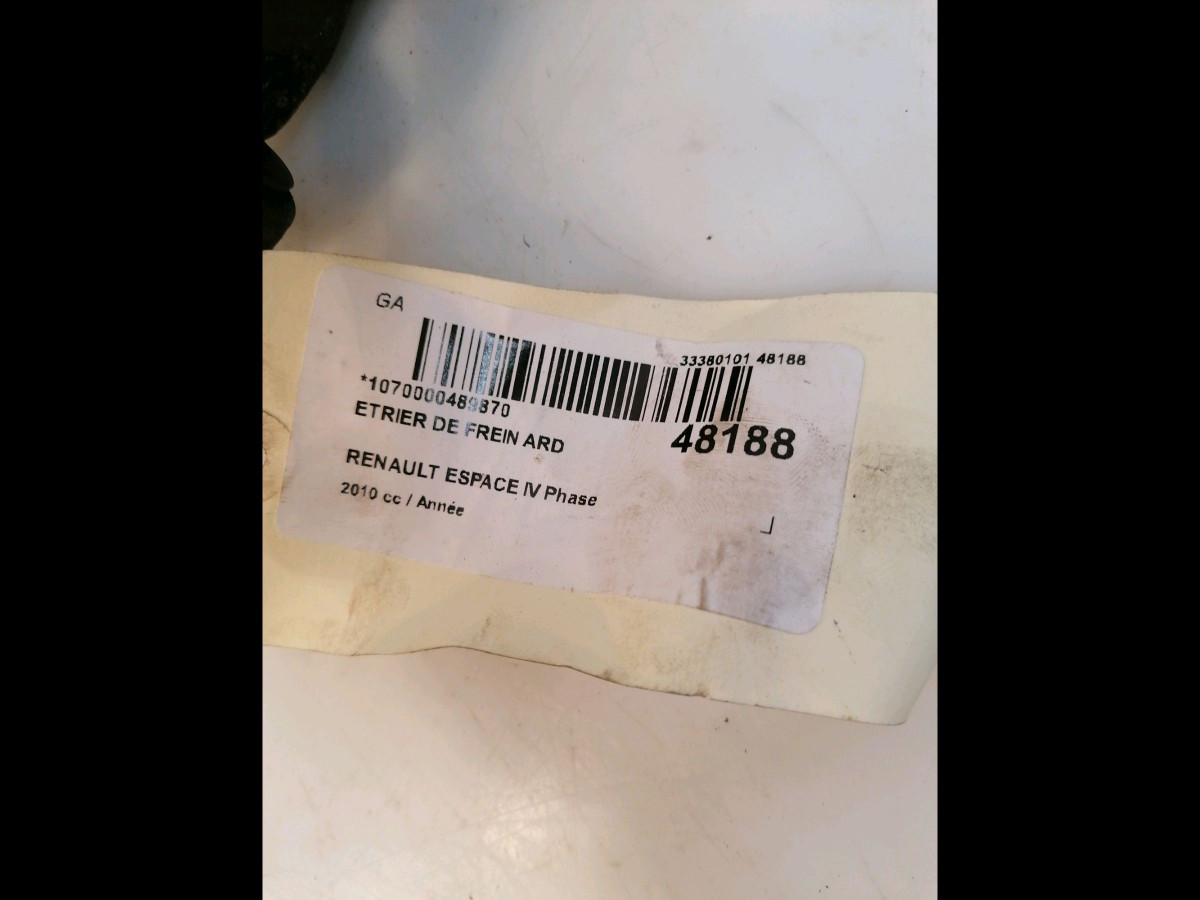 GA
33380101 48188
*1070000489870
48188
ETRIER DE FREIN ARD
RENAULT ESPACE IV Phase
2010 cc / Année